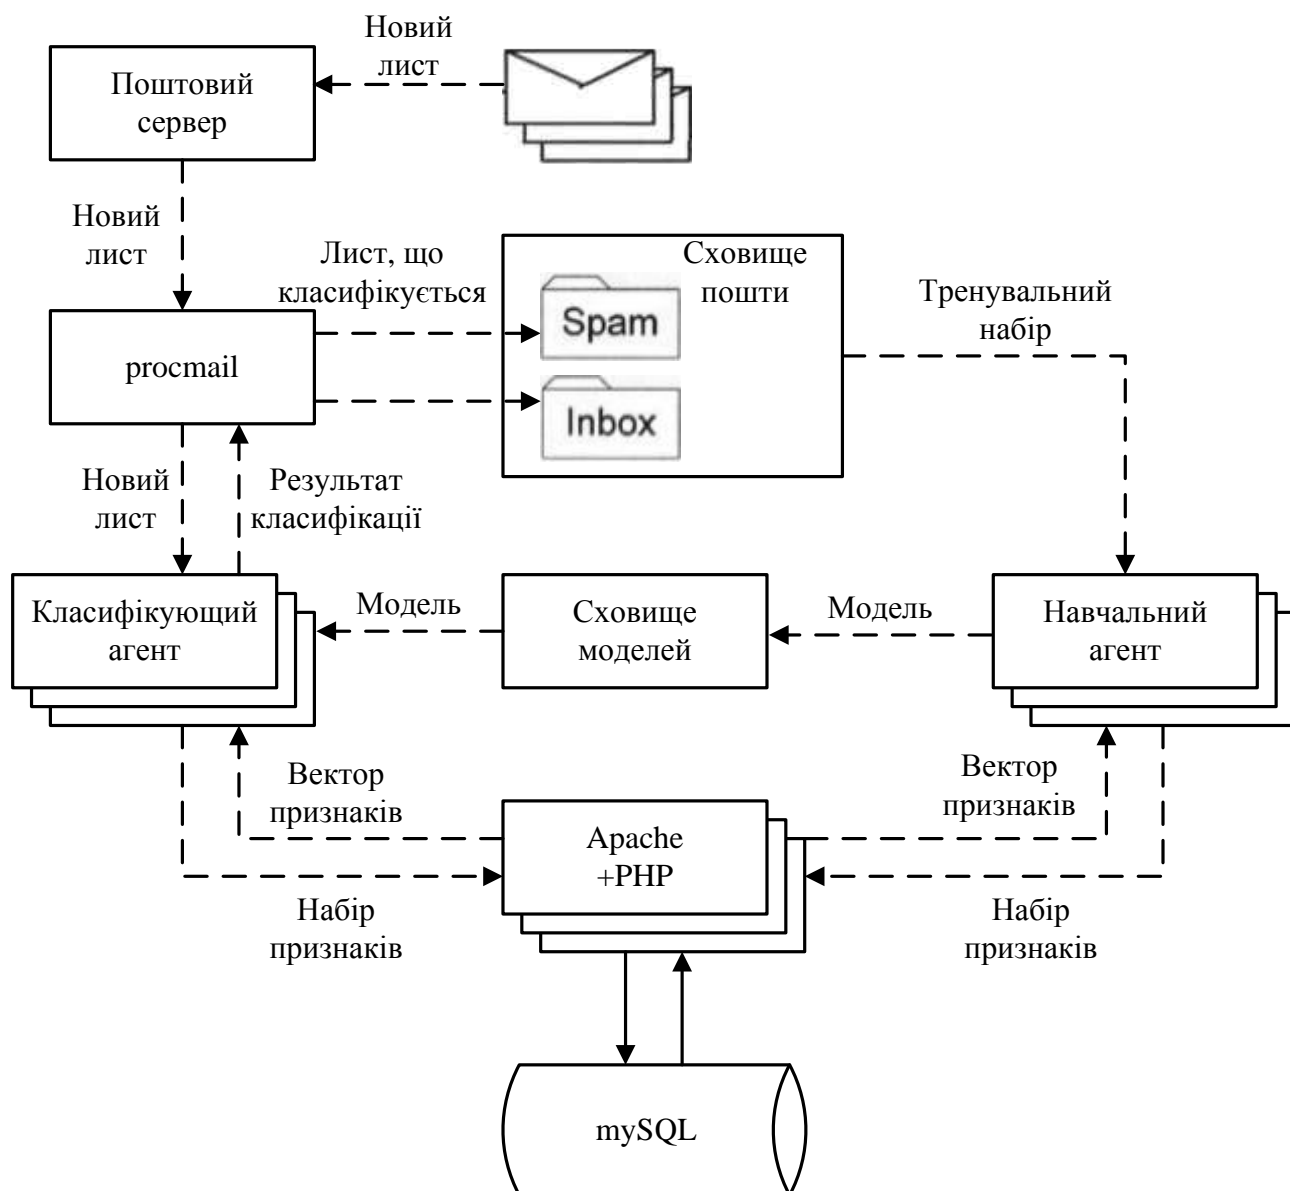 Новий
лист
Поштовий
сервер
Новий
лист
Лист, що
класифікується
Сховище
пошти
Spam
Inbox
Тренувальний
набір
procmail
Новий
лист
Результат
класифікації
Класифікующий
агент
Модель
Сховище
моделей
Модель
Навчальний
агент
Вектор
признаків
Вектор
признаків
Apache
+PHP
Набір
признаків
Набір
признаків
mySQL